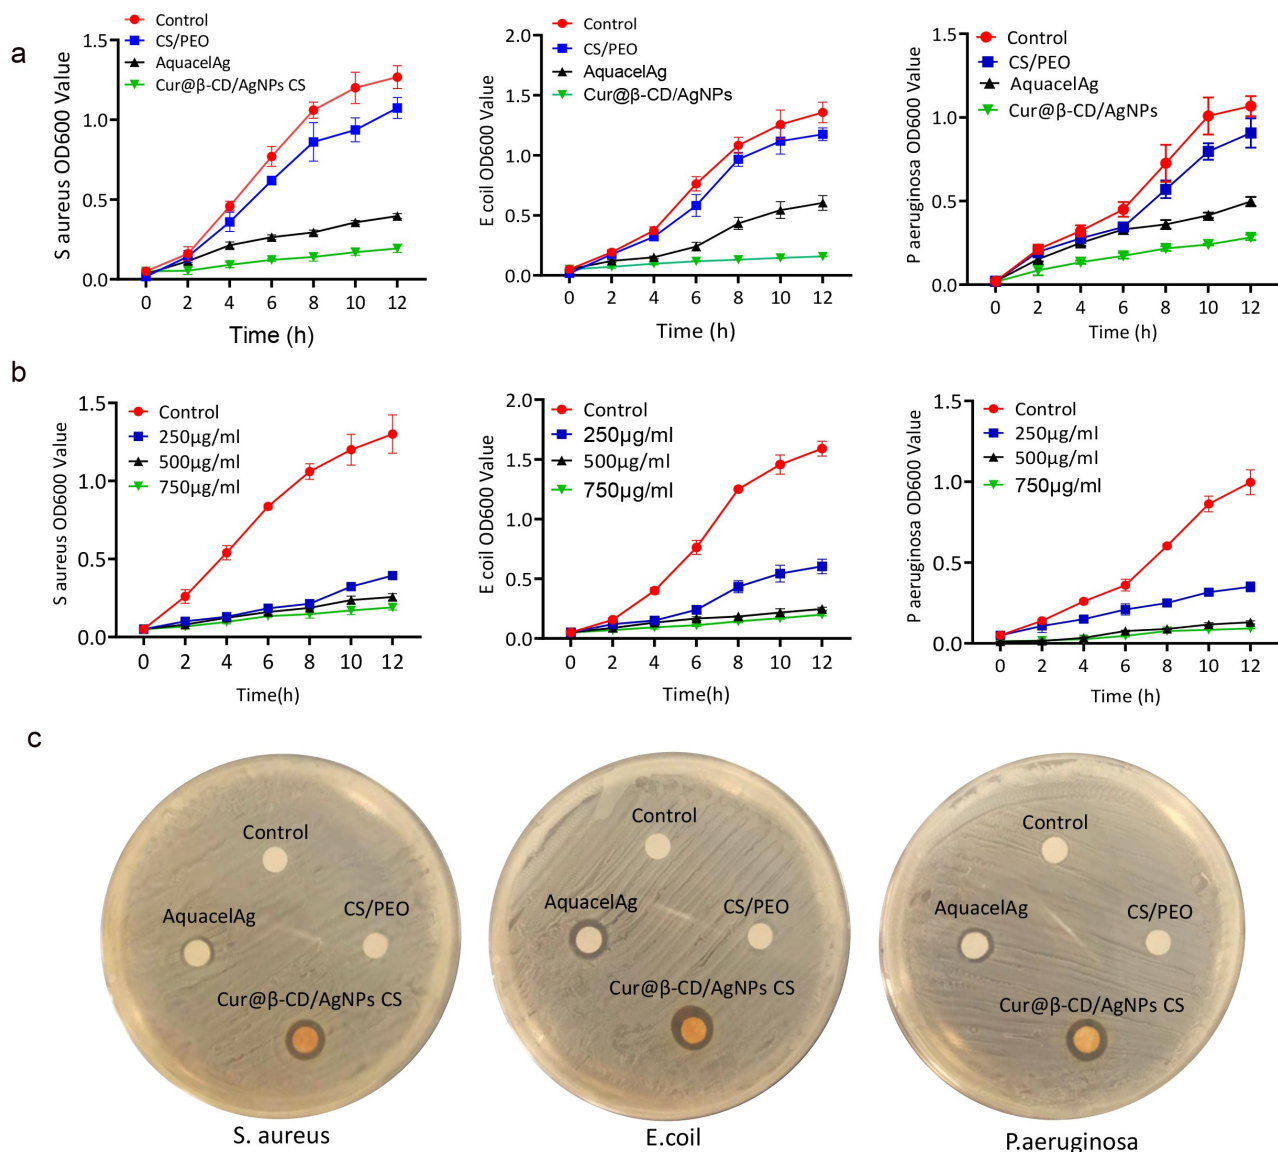 a
S aureus OD600 Value
1.5
1.0
0.5
0.0
Control
CS/PEO
AquacelAg
Cur@β-CD/AgNPs CS
0 2 4 6 8 10 12
Time (h)
E coil OD600 Value
2.0
1.5
1.0
0.5
0.0
Control
CS/PEO
AquacelAg
Cur@β-CD/AgNPs
0 2 4 6 8 10 12
Time (h)
P aeruginosa OD600 Value
1.5
1.0
0.5
0.0
Control
CS/PEO
AquacelAg
Cur@β-CD/AgNPs
0 2 4 6 8 10 12
Time (h)
b
S aureus OD600 Value
1.5
1.0
0.5
0.0
Control
250μg/ml
500μg/ml
750μg/ml
0 2 4 6 8 10 12
Time(h)
E coil OD600 Value
2.0
1.5
1.0
0.5
0.0
Control
250μg/ml
500μg/ml
750μg/ml
0 2 4 6 8 10 12
Time(h)
P aeruginosa OD600 Value
1.5
1.0
0.5
0.0
Control
250μg/ml
500μg/ml
750μg/ml
0 2 4 6 8 10 12
Time (h)
c
Control
AquacelAg
CS/PEO
Cur@β-CD/AgNPs CS
S. aureus
Control
AquacelAg
CS/PEO
Cur@β-CD/AgNPs CS
E.coil
Control
AquacelAg
CS/PEO
Cur@β-CD/AgNPs CS
P.aeruginosa